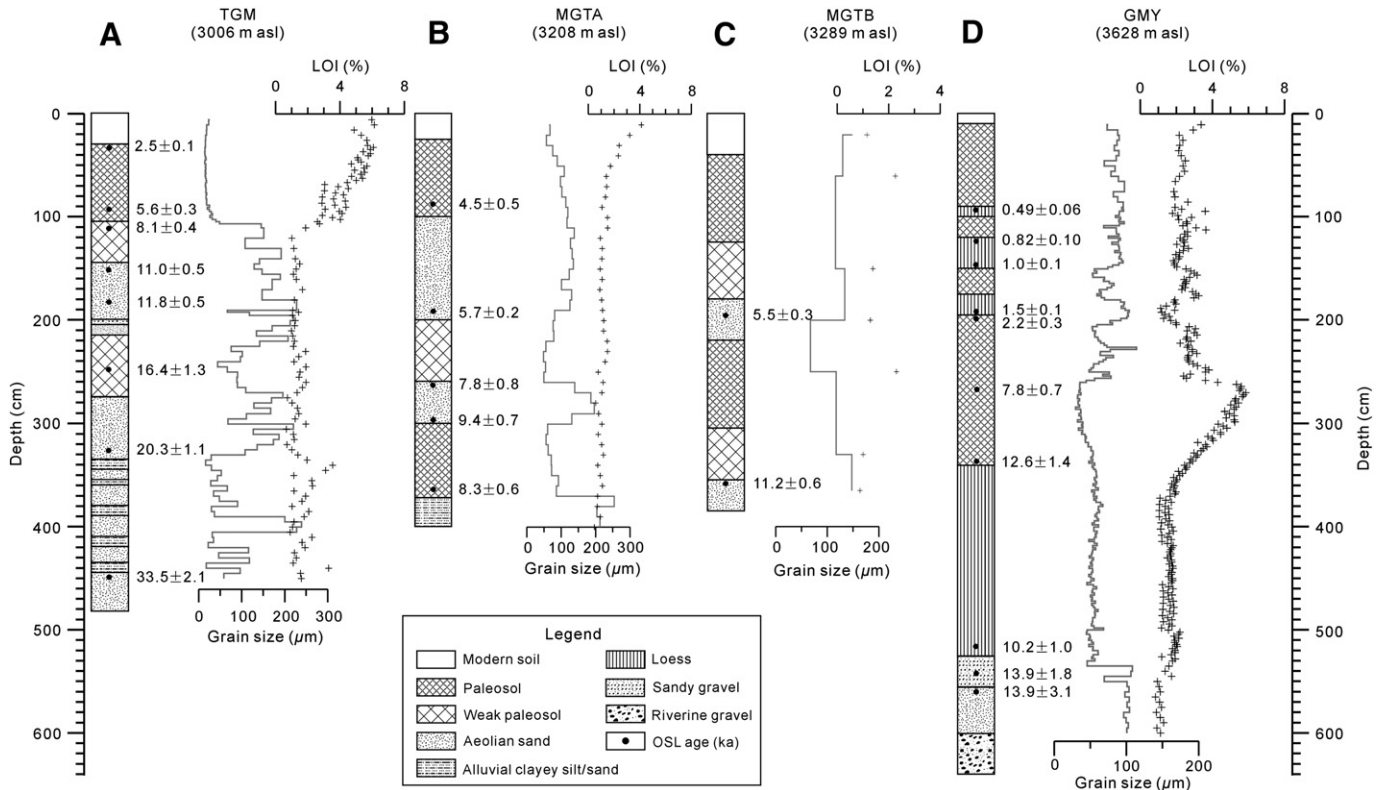 A
TGM
(3006 m asl)
LOI (%)
0 4 8
0
100
200
300
400
500
600
Depth (cm)
2.5±0.1
5.6±0.3
8.1±0.4
11.0±0.5
11.8±0.5
16.4±1.3
20.3±1.1
33.5±2.1
0 100 200 300
Grain size (μm)
B
MGTA
(3208 m asl)
LOI (%)
0 4 8
4.5±0.5
5.7±0.2
7.8±0.8
9.4±0.7
8.3±0.6
0 100 200 300
Grain size (μm)
C
MGTB
(3289 m asl)
LOI (%)
0 2 4
5.5±0.3
11.2±0.6
0 100 200
Grain size (μm)
D
GMY
(3628 m asl)
LOI (%)
0 4 8
0.49±0.06
0.82±0.10
1.0±0.1
1.5±0.1
2.2±0.3
7.8±0.7
12.6±1.4
10.2±1.0
13.9±1.8
13.9±3.1
0 100 200
Grain size (μm)
0
100
200
300
400
500
600
Depth (cm)
Legend
Modern soil
Paleosol
Weak paleosol
Aeolian sand
Alluvial clayey silt/sand
Loess
Sandy gravel
Riverine gravel
OSL age (ka)